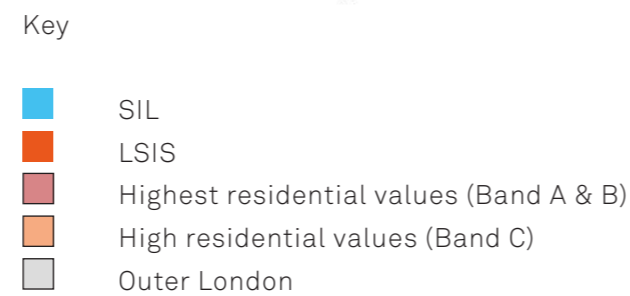 Key
SIL
LSIS
Highest residential values (Band A & B)
High residential values (Band C)
Outer London